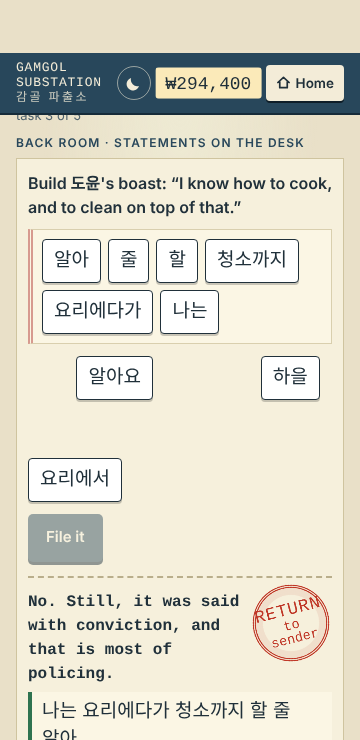 GAMGOL
SUBSTATION
감골 파출소
₩294,400
Home
task 3 of 5
BACK ROOM · STATEMENTS ON THE DESK
Build 도윤's boast: “I know how to cook,
and to clean on top of that.”
알아 줄 할 청소까지
요리에다가 나는
알아요 하을
요리에서
File it
No. Still, it was said
with conviction, and
that is most of
policing.
RETURN
to
sender
나는 요리에다가 청소까지 할 줄
알아